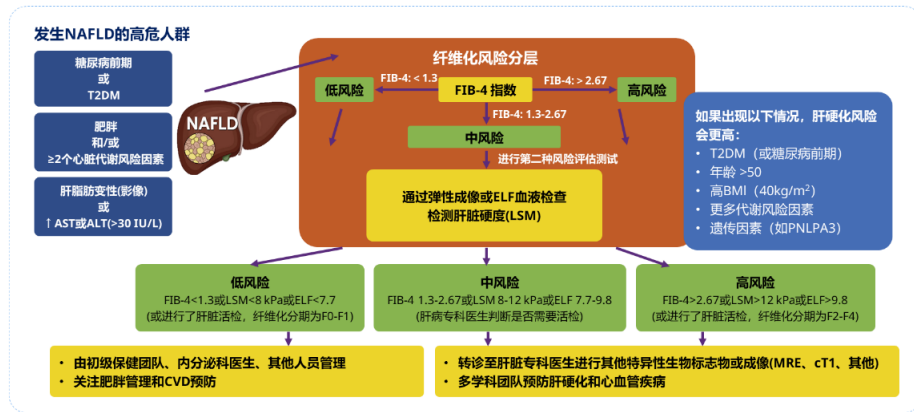 发生NAFLD的高危人群
糖尿病前期
或
T2DM
肥胖
和/或
≥2个心脏代谢风险因素
肝脂肪变性(影像)
或
↑AST或ALT(>30 IU/L)
NAFLD
纤维化风险分层
低风险
FIB-4: < 1.3
FIB-4 指数
FIB-4: > 2.67
高风险
FIB-4: 1.3-2.67
中风险
进行第二种风险评估测试
通过弹性成像或ELF血液检查
检测肝脏硬度(LSM)
如果出现以下情况，肝硬化风险
会更高：
• T2DM（或糖尿病前期）
• 年龄 >50
• 高BMI（40kg/m²）
• 更多代谢风险因素
• 遗传因素（如PNLPA3）
低风险
FIB-4<1.3或LSM<8 kPa或ELF<7.7
(或进行了肝脏活检，纤维化分期为F0-F1)
中风险
FIB-4 1.3-2.67或LSM 8-12 kPa或ELF 7.7-9.8
(肝病专科医生判断是否需要活检)
高风险
FIB-4>2.67或LSM>12 kPa或ELF>9.8
(或进行了肝脏活检，纤维化分期为F2-F4)
• 由初级保健团队、内分泌科医生、其他人员管理
• 关注肥胖管理和CVD预防
• 转诊至肝脏专科医生进行其他特异性生物标志物或成像(MRE、cT1、其他)
• 多学科团队预防肝硬化和心血管疾病